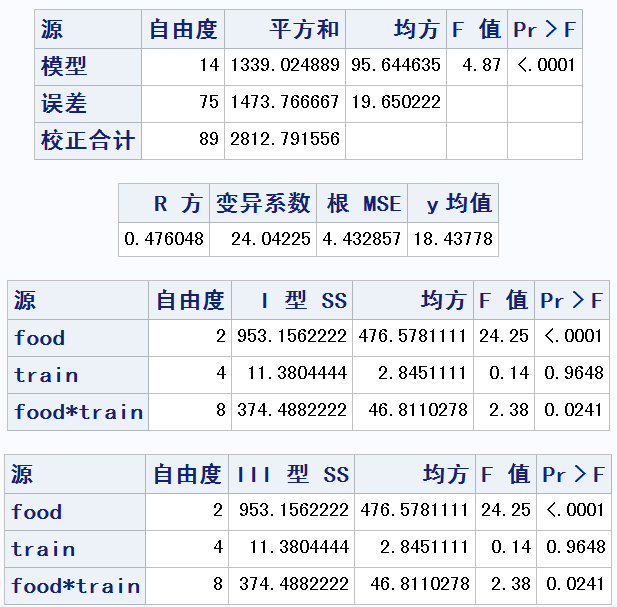 源 自由度 平方和 均方 F 值 Pr > F
模型 14 1339.024889 95.644635 4.87 <.0001
误差 75 1473.766667 19.650222
校正合计 89 2812.791556
R 方 变异系数 根 MSE y 均值
0.476048 24.04225 4.432857 18.43778
源 自由度 I 型 SS 均方 F 值 Pr > F
food 2 953.1562222 476.5781111 24.25 <.0001
train 4 11.3804444 2.8451111 0.14 0.9648
food*train 8 374.4882222 46.8110278 2.38 0.0241
源 自由度 III 型 SS 均方 F 值 Pr > F
food 2 953.1562222 476.5781111 24.25 <.0001
train 4 11.3804444 2.8451111 0.14 0.9648
food*train 8 374.4882222 46.8110278 2.38 0.0241